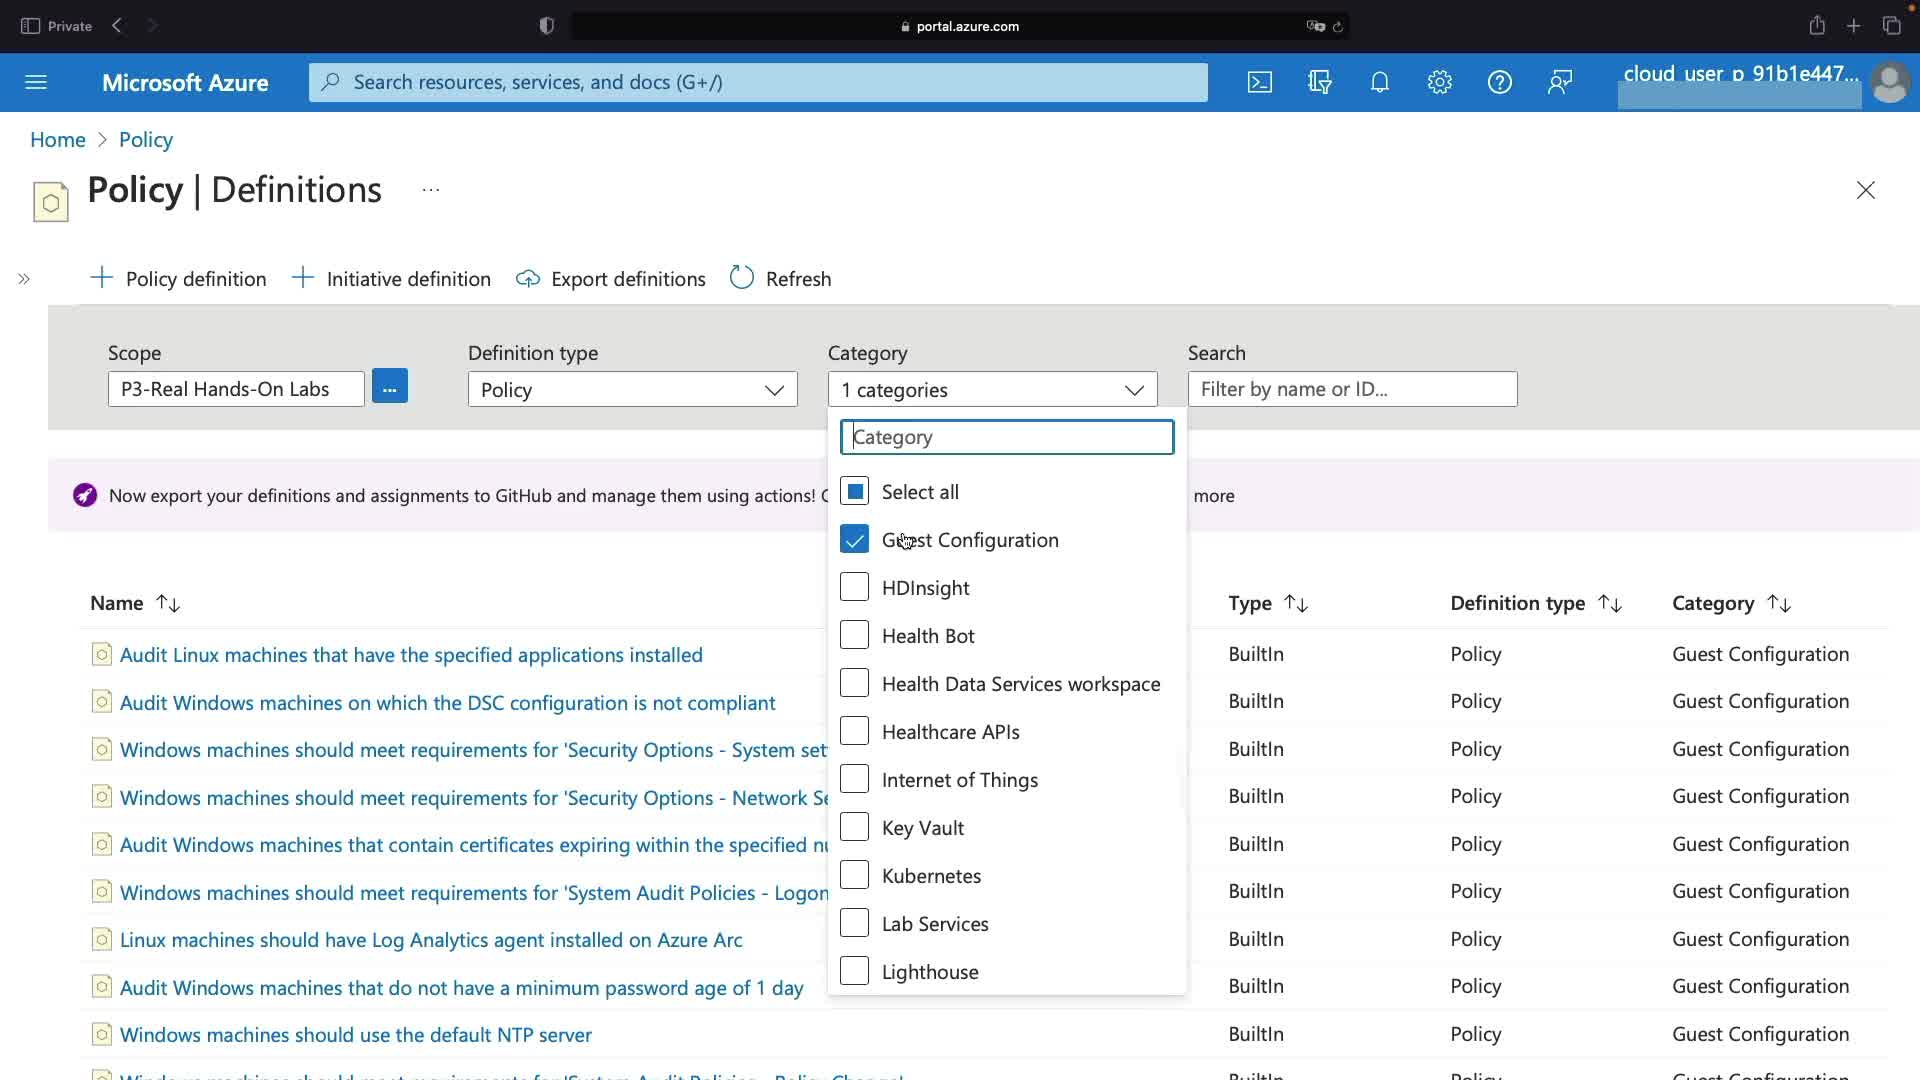 Private
portal.azure.com
Microsoft Azure
Search resources, services, and docs (G+/)
cloud_user_p_91b1e447...
Home > Policy
Policy | Definitions ...
Policy definition
Initiative definition
Export definitions
Refresh
Scope
Definition type
Category
Search
P3-Real Hands-On Labs
...
Policy
1 categories
Filter by name or ID...
Category
Select all
Guest Configuration
HDInsight
Health Bot
Health Data Services workspace
Healthcare APIs
Internet of Things
Key Vault
Kubernetes
Lab Services
Lighthouse
Now export your definitions and assignments to GitHub and manage them using actions! more
Name Type Definition type Category
Audit Linux machines that have the specified applications installed BuiltIn Policy Guest Configuration
Audit Windows machines on which the DSC configuration is not compliant BuiltIn Policy Guest Configuration
Windows machines should meet requirements for 'Security Options - System set BuiltIn Policy Guest Configuration
Windows machines should meet requirements for 'Security Options - Network Se BuiltIn Policy Guest Configuration
Audit Windows machines that contain certificates expiring within the specified nu BuiltIn Policy Guest Configuration
Windows machines should meet requirements for 'System Audit Policies - Logon BuiltIn Policy Guest Configuration
Linux machines should have Log Analytics agent installed on Azure Arc BuiltIn Policy Guest Configuration
Audit Windows machines that do not have a minimum password age of 1 day BuiltIn Policy Guest Configuration
Windows machines should use the default NTP server BuiltIn Policy Guest Configuration